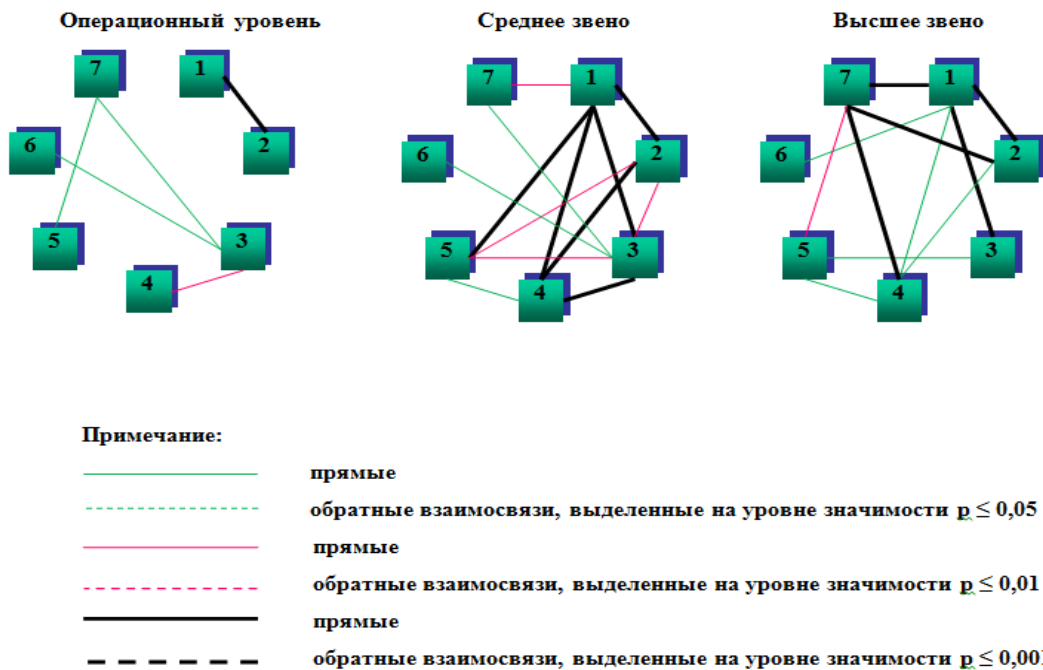 Операционный уровень
Среднее звено
Высшее звено
7
1
6
2
5
3
4
7
1
6
2
5
3
4
7
1
6
2
5
3
4
Примечание:
прямые
обратные взаимосвязи, выделенные на уровне значимости p ≤ 0,05
прямые
обратные взаимосвязи, выделенные на уровне значимости p ≤ 0,01
прямые
обратные взаимосвязи, выделенные на уровне значимости p ≤ 0,001